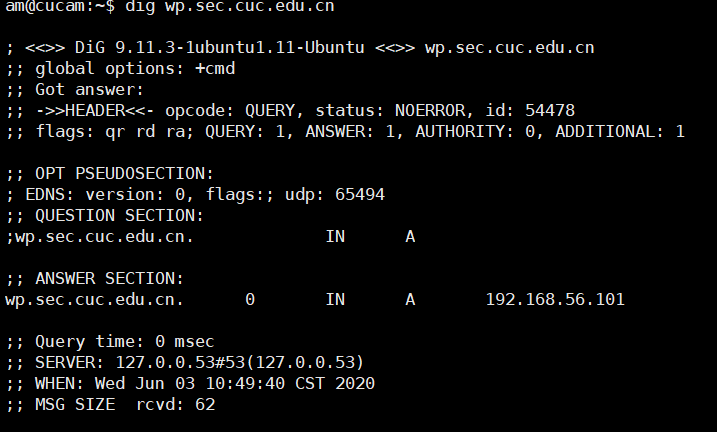 am@cucam:~$ dig wp.sec.cuc.edu.cn
; <<>> DiG 9.11.3-1ubuntu1.11-Ubuntu <<>> wp.sec.cuc.edu.cn
;; global options: +cmd
;; Got answer:
;; ->>HEADER<<- opcode: QUERY, status: NOERROR, id: 54478
;; flags: qr rd ra; QUERY: 1, ANSWER: 1, AUTHORITY: 0, ADDITIONAL: 1
;; OPT PSEUDOSECTION:
; EDNS: version: 0, flags:; udp: 65494
;; QUESTION SECTION:
;wp.sec.cuc.edu.cn. IN A
;; ANSWER SECTION:
wp.sec.cuc.edu.cn. 0 IN A 192.168.56.101
;; Query time: 0 msec
;; SERVER: 127.0.0.53#53(127.0.0.53)
;; WHEN: Wed Jun 03 10:49:40 CST 2020
;; MSG SIZE rcvd: 62